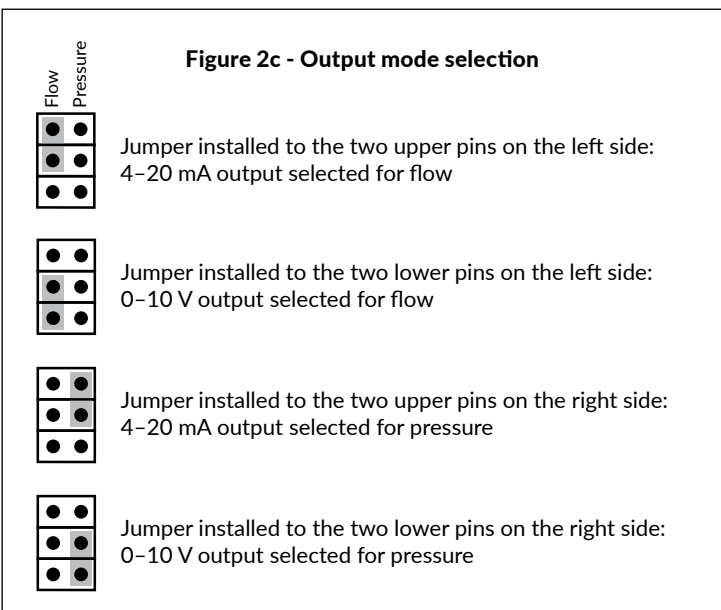 Figure 2c - Output mode selection
Flow
Pressure
Jumper installed to the two upper pins on the left side:
4–20 mA output selected for flow
Jumper installed to the two lower pins on the left side:
0–10 V output selected for flow
Jumper installed to the two upper pins on the right side:
4–20 mA output selected for pressure
Jumper installed to the two lower pins on the right side:
0–10 V output selected for pressure